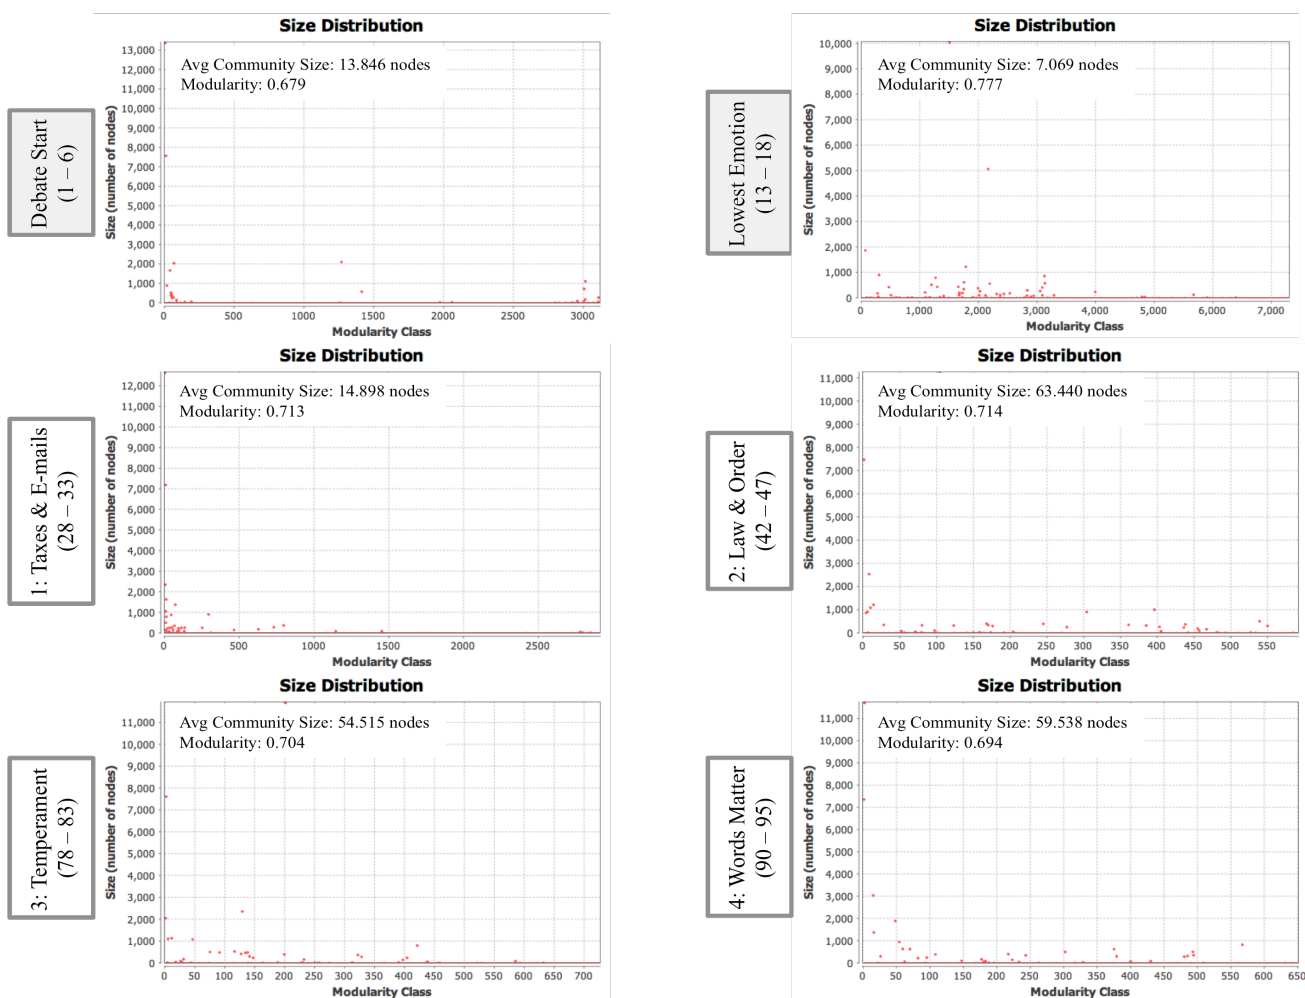 Size Distribution
Avg Community Size: 13.846 nodes
Modularity: 0.679
Debate Start
(1 – 6)
Size (number of nodes)
13,000
12,000
11,000
10,000
9,000
8,000
7,000
6,000
5,000
4,000
3,000
2,000
1,000
0
0 500 1000 1500 2000 2500 3000
Modularity Class
Size Distribution
Avg Community Size: 7.069 nodes
Modularity: 0.777
Lowest Emotion
(13 – 18)
Size (number of nodes)
10,000
9,000
8,000
7,000
6,000
5,000
4,000
3,000
2,000
1,000
0
0 1,000 2,000 3,000 4,000 5,000 6,000 7,000
Modularity Class
Size Distribution
Avg Community Size: 14.898 nodes
Modularity: 0.713
1: Taxes & E-mails
(28 – 33)
Size (number of nodes)
12,000
11,000
10,000
9,000
8,000
7,000
6,000
5,000
4,000
3,000
2,000
1,000
0
0 500 1000 1500 2000 2500
Modularity Class
Size Distribution
Avg Community Size: 63.440 nodes
Modularity: 0.714
2: Law & Order
(42 – 47)
Size (number of nodes)
11,000
10,000
9,000
8,000
7,000
6,000
5,000
4,000
3,000
2,000
1,000
0
0 50 100 150 200 250 300 350 400 450 500 550
Modularity Class
Size Distribution
Avg Community Size: 54.515 nodes
Modularity: 0.704
3: Temperament
(78 – 83)
Size (number of nodes)
11,000
10,000
9,000
8,000
7,000
6,000
5,000
4,000
3,000
2,000
1,000
0
0 50 100 150 200 250 300 350 400 450 500 550 600 650 700
Modularity Class
Size Distribution
Avg Community Size: 59.538 nodes
Modularity: 0.694
4: Words Matter
(90 – 95)
Size (number of nodes)
11,000
10,000
9,000
8,000
7,000
6,000
5,000
4,000
3,000
2,000
1,000
0
0 50 100 150 200 250 300 350 400 450 500 550 600 650
Modularity Class